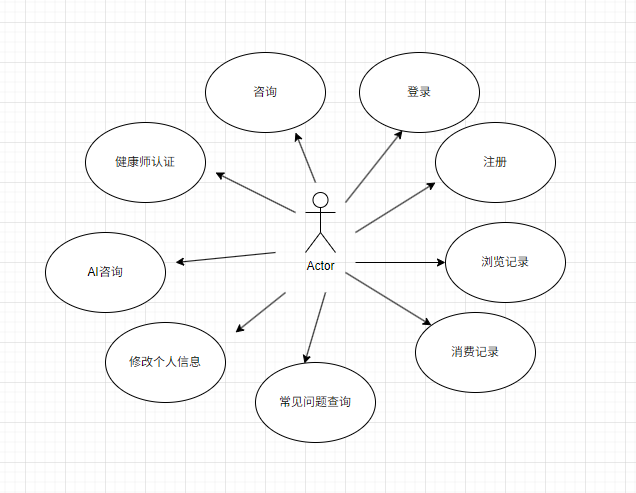 咨询
登录
健康师认证
注册
Actor
浏览记录
AI咨询
消费记录
修改个人信息
常见问题查询